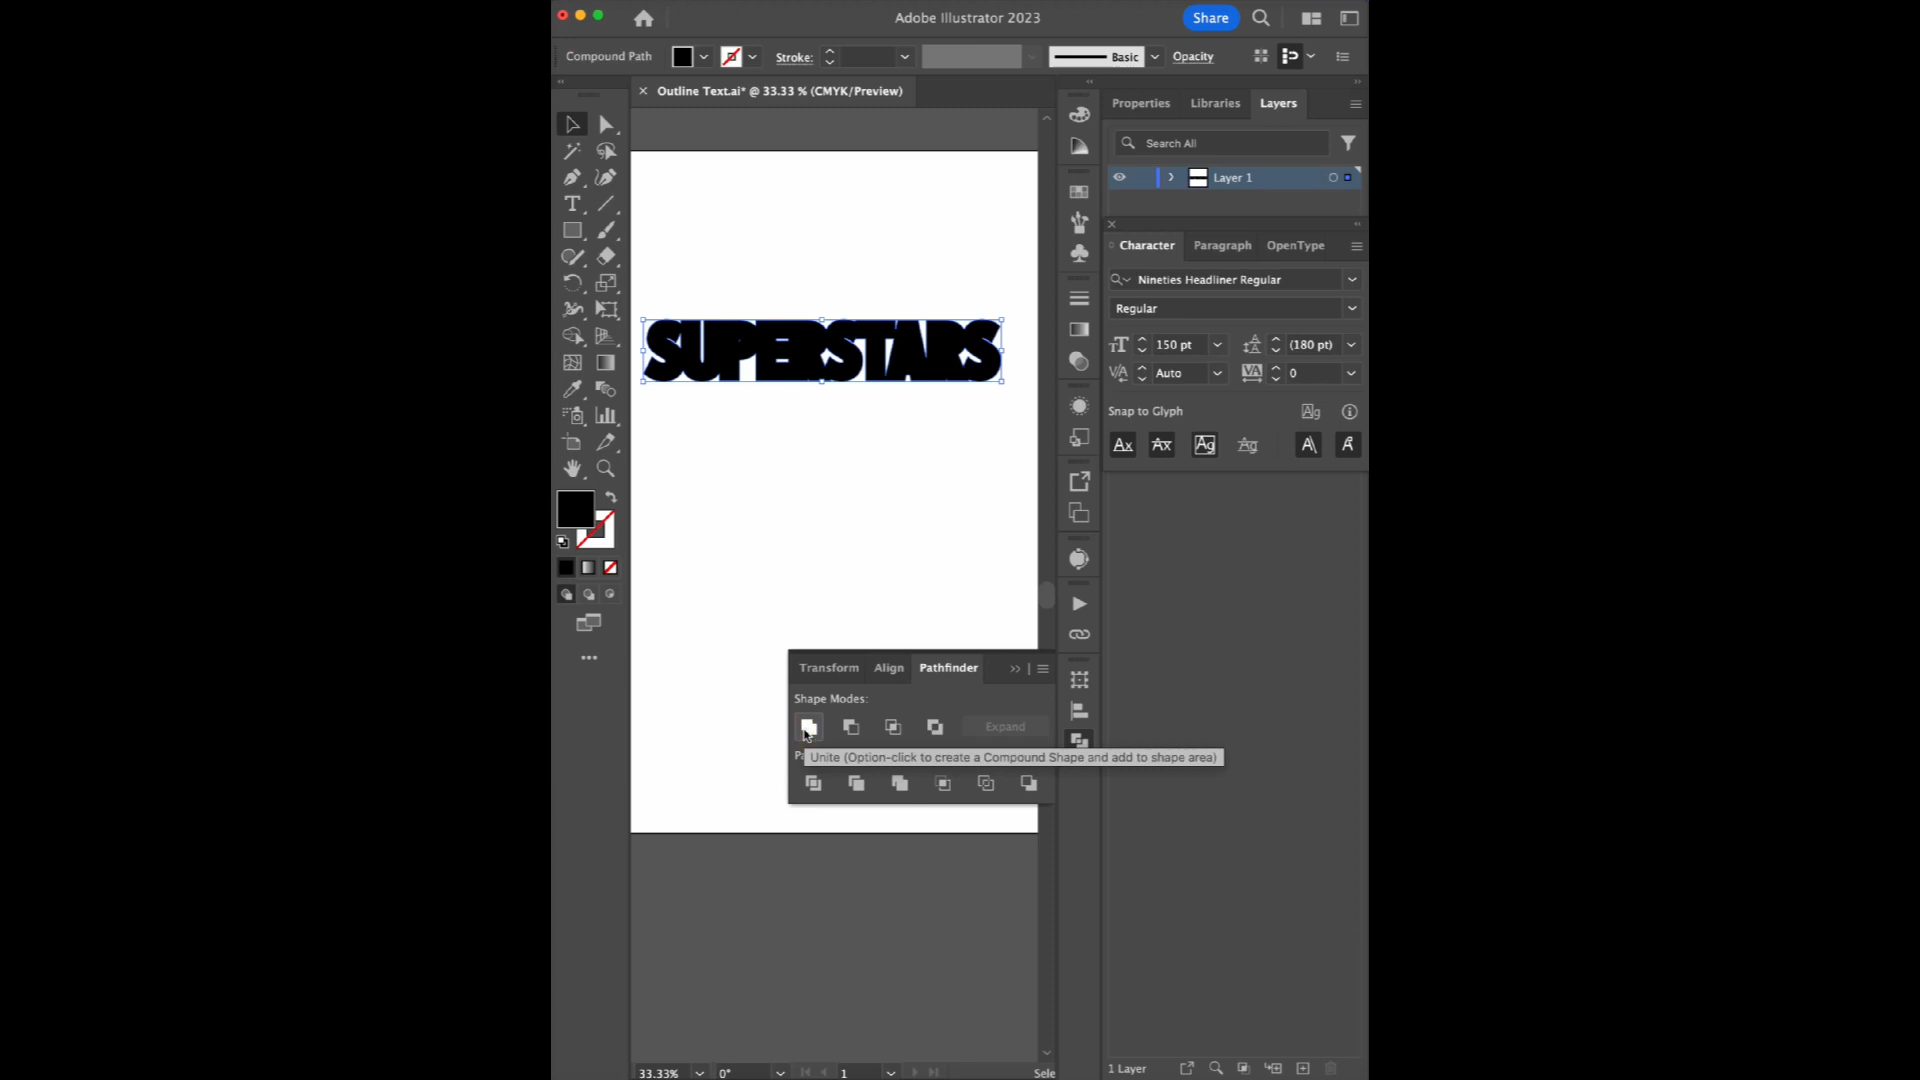 Adobe Illustrator 2023
Share
Compound Path
Stroke:
Basic
Opacity
× Outline Text.ai* @ 33.33 % (CMYK/Preview)
Properties
Libraries
Layers
Search All
Layer 1
Character
Paragraph
OpenType
Nineties Headliner Regular
Regular
150 pt
(180 pt)
Auto
0
Snap to Glyph
SUPERSTARS
Transform
Align
Pathfinder
Shape Modes:
Expand
Unite (Option-click to create a Compound Shape and add to shape area)
33.33%
0°
1
Sele
1 Layer